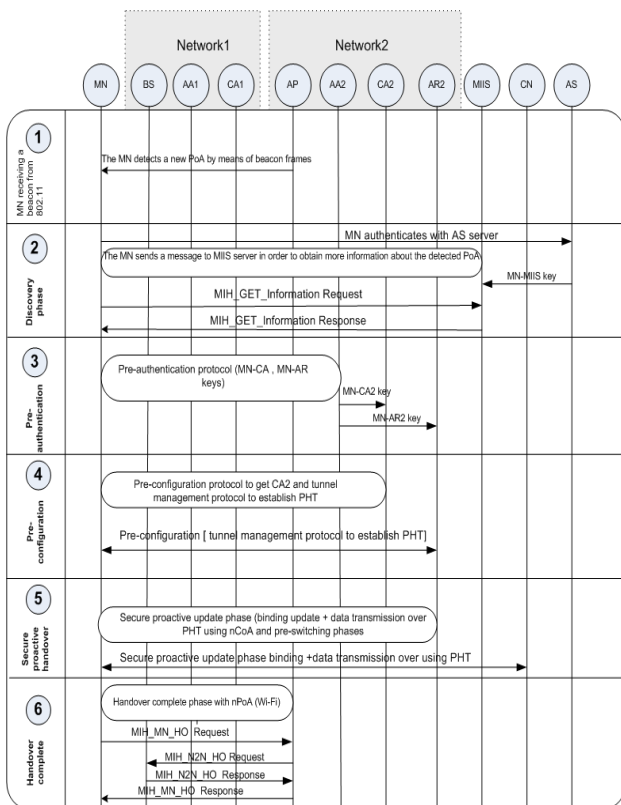 Network1
Network2
MN
BS
AA1
CA1
AP
AA2
CA2
AR2
MIIS
CN
AS
1
MN receiving a
beacon from
802.11
The MN detects a new PoA by means of beacon frames
2
Discovery
phase
MN authenticates with AS server
The MN sends a message to MIIS server in order to obtain more information about the detected PoA
MN-MIIS key
MIH_GET_Information Request
MIH_GET_Information Response
3
Pre-
authentication
Pre-authentication protocol (MN-CA , MN-AR
keys)
MN-CA2 key
MN-AR2 key
4
Pre-
configuration
Pre-configuration protocol to get CA2 and tunnel
management protocol to establish PHT
Pre-configuration [ tunnel management protocol to establish PHT]
5
Secure
proactive
handover
Secure proactive update phase (binding update + data transmission over
PHT using nCoA and pre-switching phases
Secure proactive update phase binding +data transmission over using PHT
6
Handover
complete
Handover complete phase with nPoA (Wi-Fi)
MIH_MN_HO Request
MIH_N2N_HO Request
MIH_N2N_HO Response
MIH_MN_HO Response